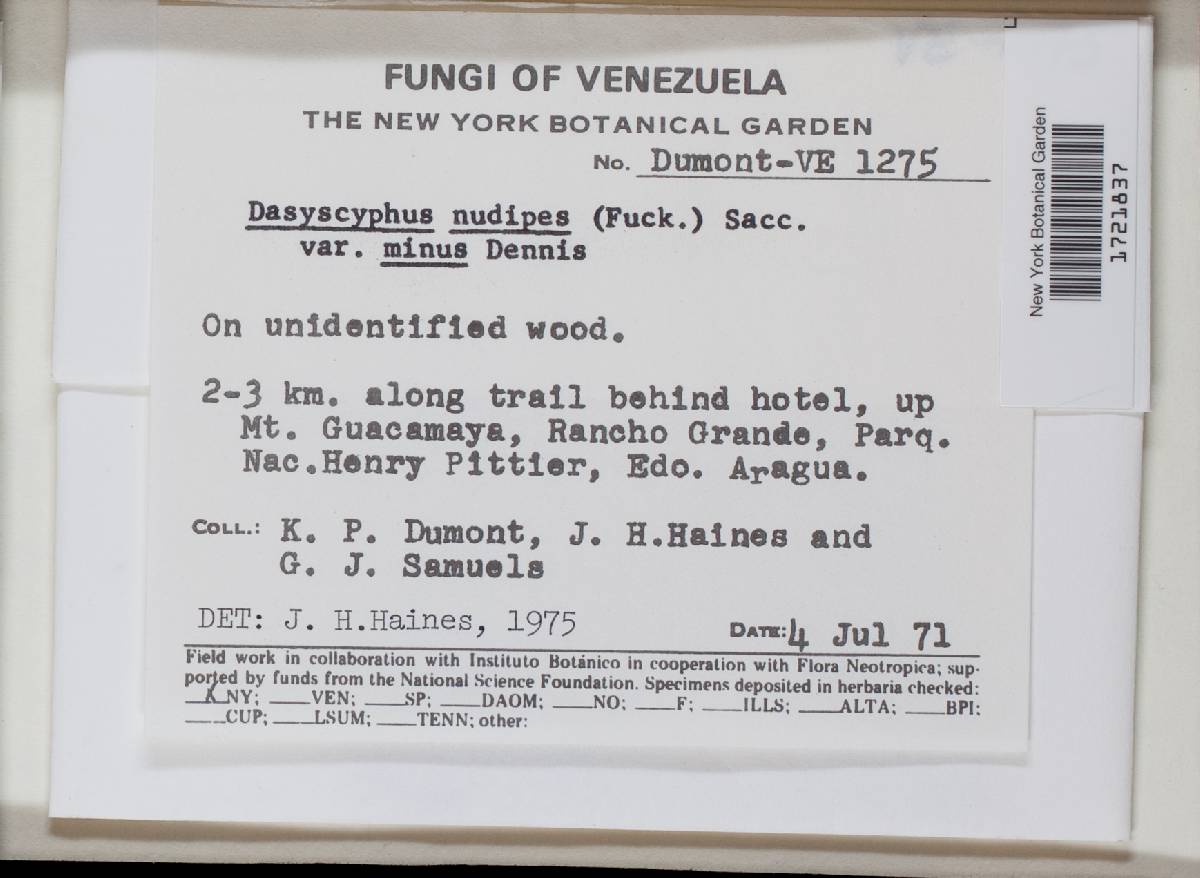 FUNGI OF VENEZUELA
THE NEW YORK BOTANICAL GARDEN
No. Dumont-VE 1275
Dasyscyphus nudipes (Fuck.) Sacc.
var. minus Dennis
On unidentified wood.
2-3 km. along trail behind hotel, up
Mt. Guacamaya, Rancho Grande, Parq.
Nac.Henry Pittier, Edo. Aragua.
COLL.: K. P. Dumont, J. H.Haines and
G. J. Samuels
DET: J. H.Haines, 1975
DATE: 4 Jul 71
Field work in collaboration with Instituto Botánico in cooperation with Flora Neotropica; sup-
ported by funds from the National Science Foundation. Specimens deposited in herbaria checked:
X NY; ___VEN; ___SP; ___DAOM; ___NO; ___F; ___ILLS; ___ALTA; ___BPI;
___CUP; ___LSUM; ___TENN; other:
New York Botanical Garden
1721837